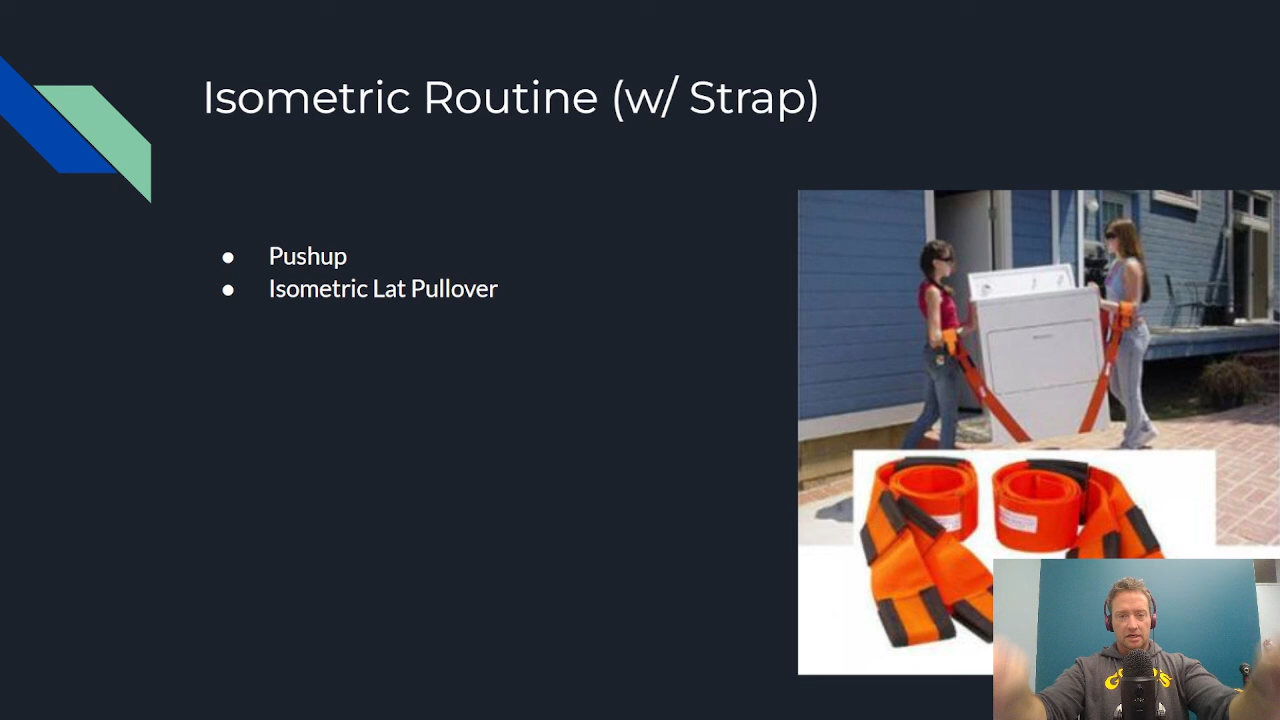 Isometric Routine (w/ Strap)
● Pushup
● Isometric Lat Pullover